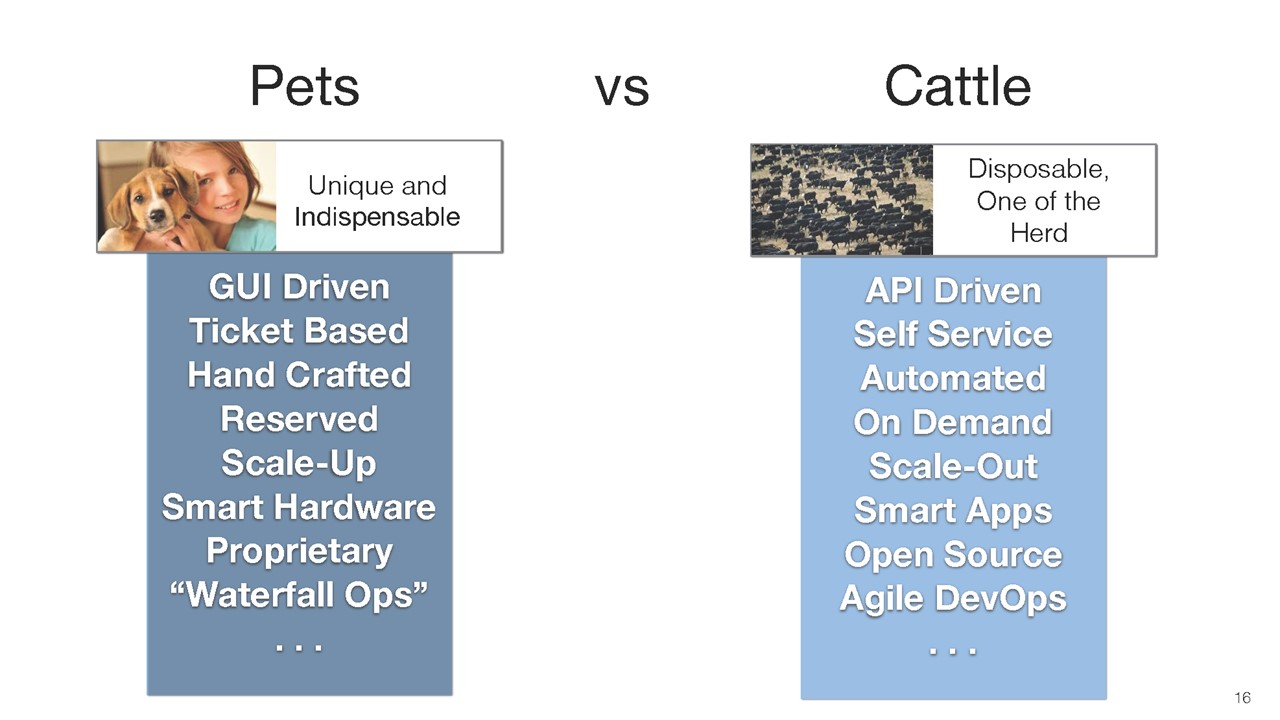 Pets vs Cattle
Unique and
Indispensable
GUI Driven
Ticket Based
Hand Crafted
Reserved
Scale-Up
Smart Hardware
Proprietary
“Waterfall Ops”
. . .
Disposable,
One of the
Herd
API Driven
Self Service
Automated
On Demand
Scale-Out
Smart Apps
Open Source
Agile DevOps
. . .
16